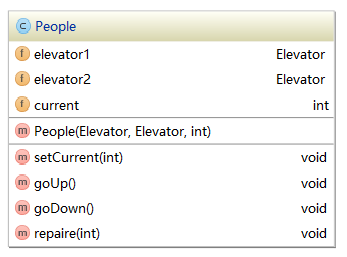 C People
f elevator1 Elevator
f elevator2 Elevator
f current int
m People(Elevator, Elevator, int)
m setCurrent(int) void
m goUp() void
m goDown() void
m repaire(int) void